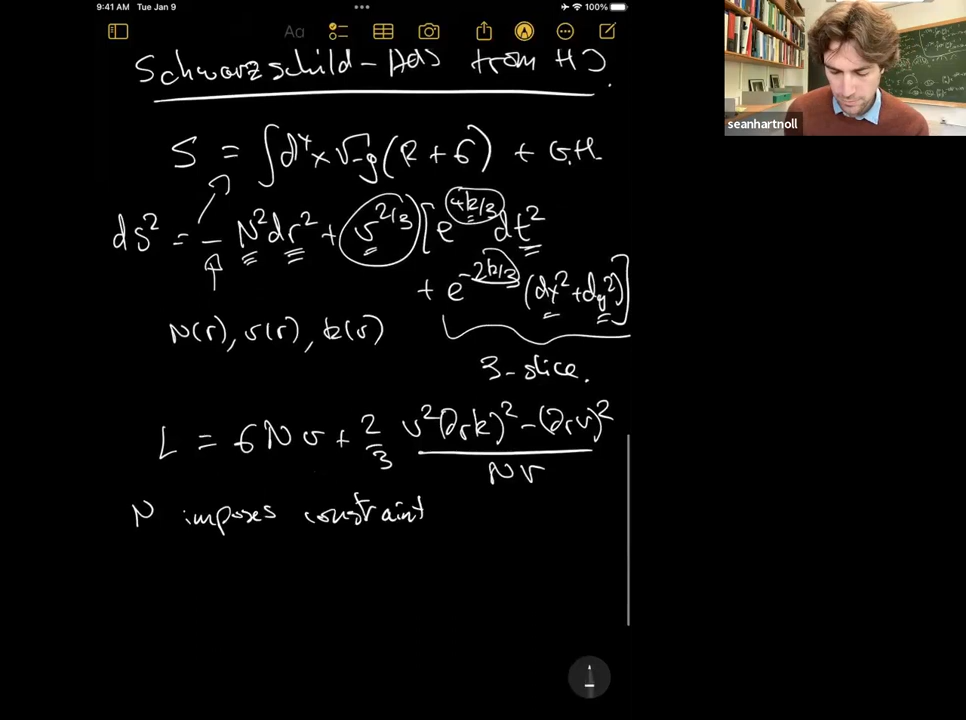 9:41 AM Tue Jan 9
100%
Aa
Schwarzschild - AdS from HJ.
S = ∫d⁴x √-g (R + 6) + G.H.
ds² = - N²dr² + v^{2/3} [e^{4k/3} dt²
+ e^{-2k/3} (dx² + dy²)]
N(r), v(r), k(r)
3-slice.
L = 6Nv + 2/3 (v²(∂rk)² - (∂rv)²)/(Nv)
N imposes constraint
seanhartnoll